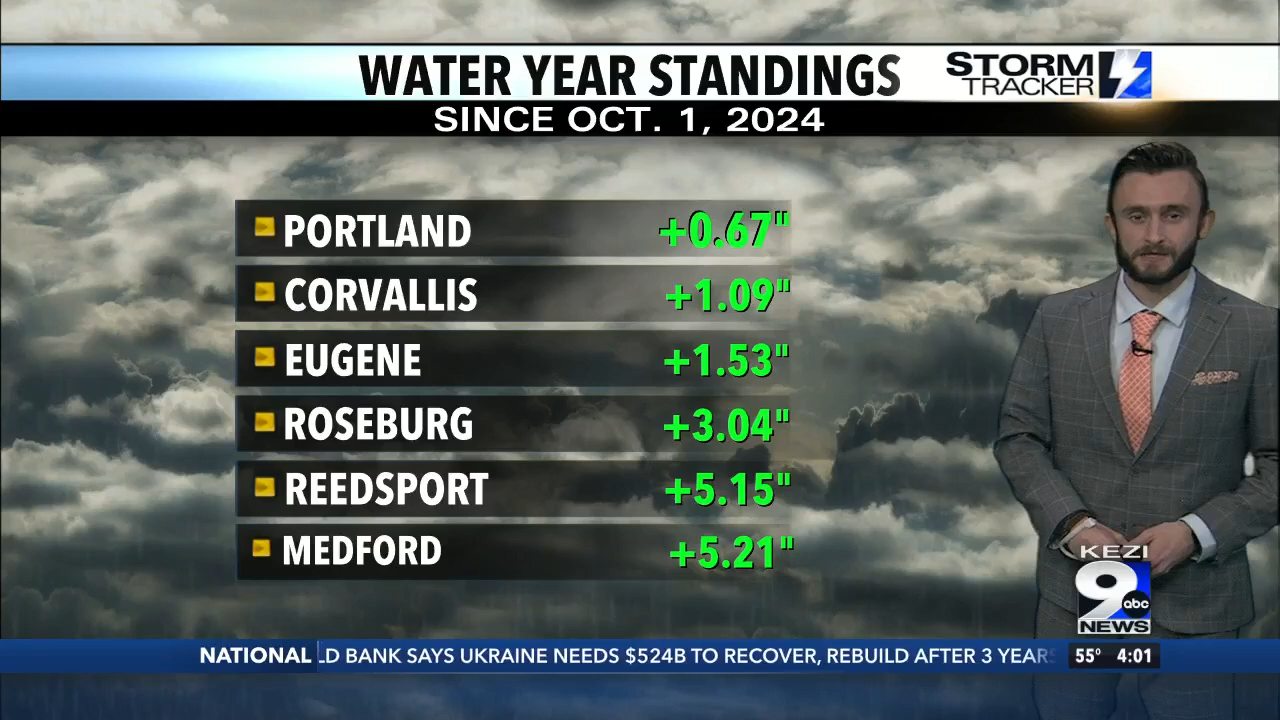 WATER YEAR STANDINGS
STORM
TRACKER
SINCE OCT. 1, 2024
PORTLAND +0.67"
CORVALLIS +1.09"
EUGENE +1.53"
ROSEBURG +3.04"
REEDSPORT +5.15"
MEDFORD +5.21"
KEZI
9
abc
NEWS
NATIONAL LD BANK SAYS UKRAINE NEEDS $524B TO RECOVER, REBUILD AFTER 3 YEARS 55° 4:01